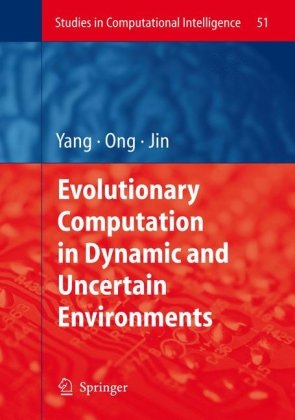 Studies in Computational Intelligence 51
Yang · Ong · Jin
Evolutionary
Computation
in Dynamic and
Uncertain
Environments
Springer